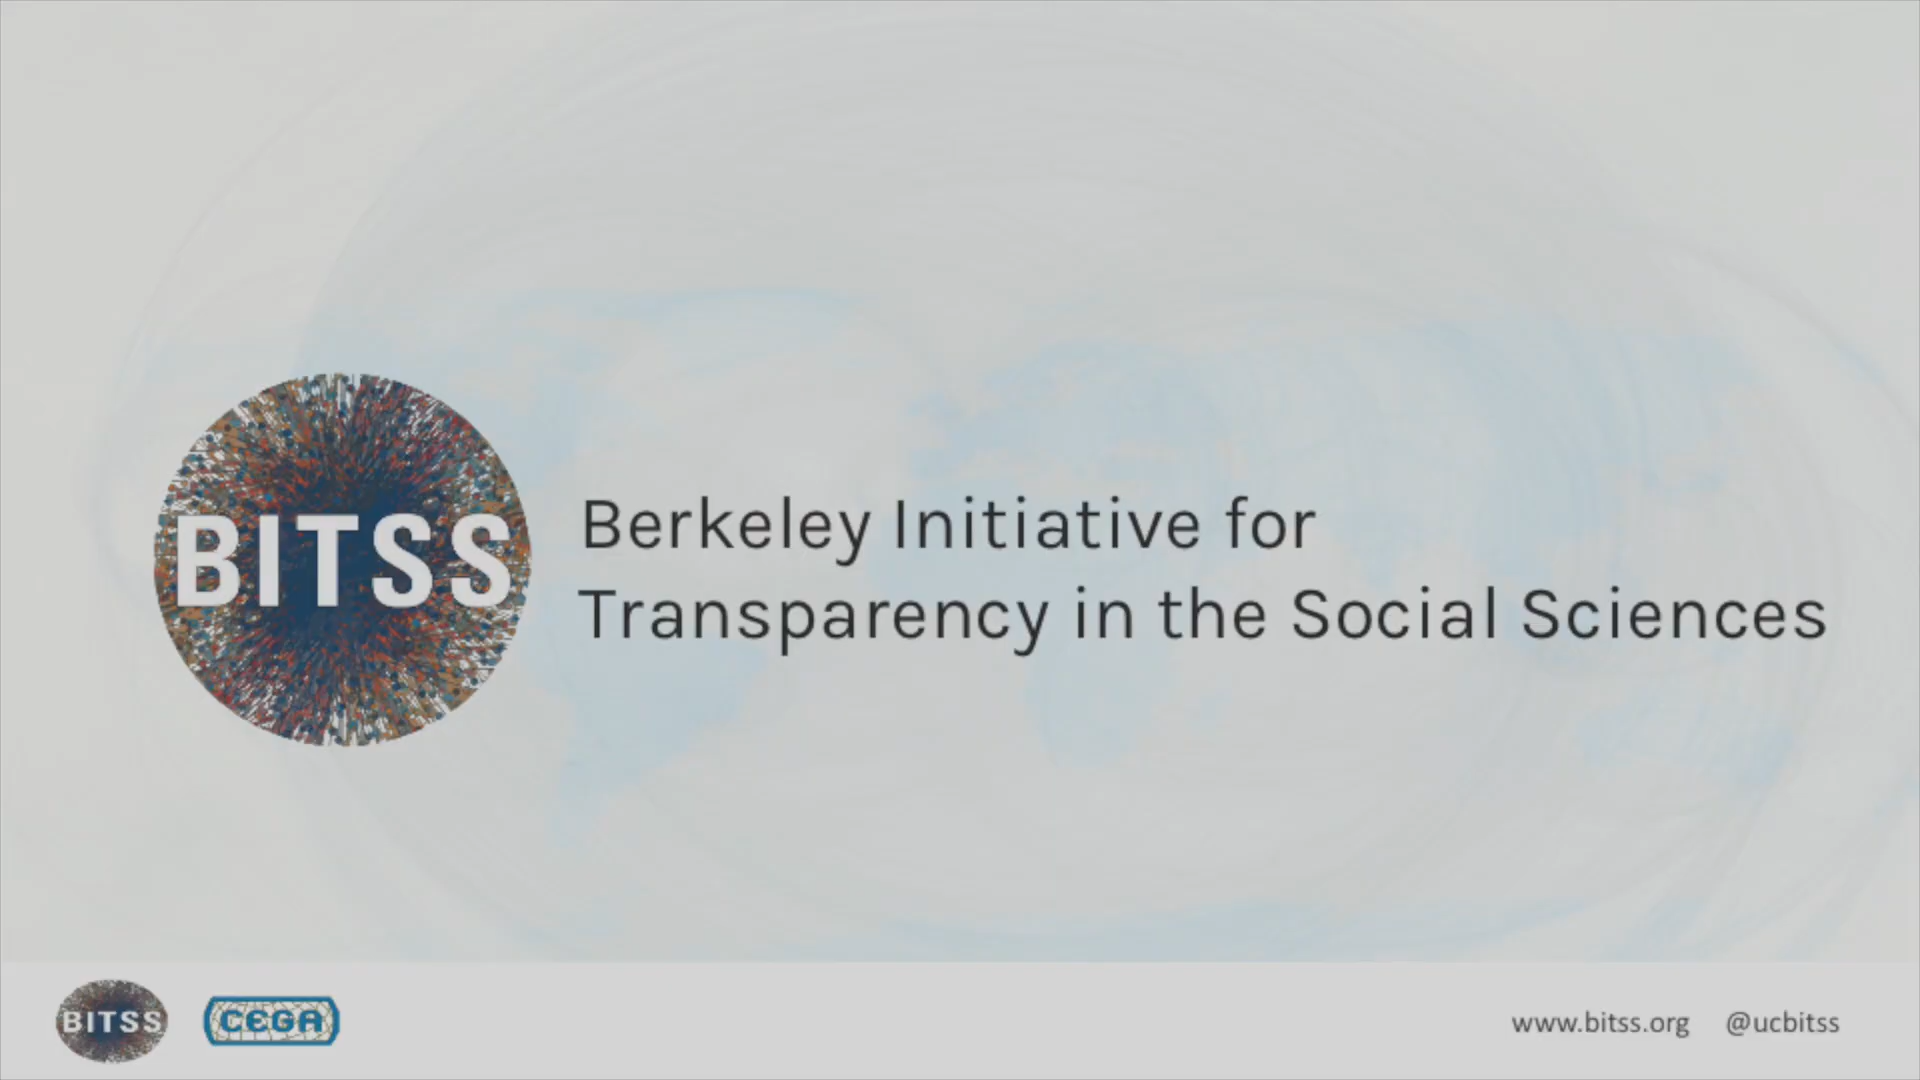 BITSS
Berkeley Initiative for
Transparency in the Social Sciences
BITSS
CEGA
www.bitss.org
@ucbitss